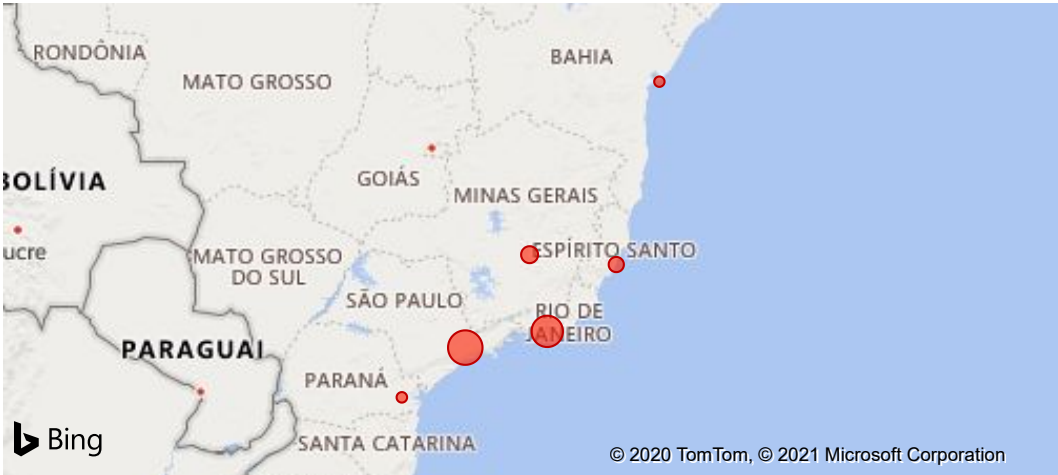 RONDÔNIA
BAHIA
MATO GROSSO
BOLÍVIA
GOIÁS
MINAS GERAIS
ucre
MATO GROSSO
DO SUL
ESPÍRITO SANTO
SÃO PAULO
RIO DE
JANEIRO
PARAGUAI
PARANÁ
SANTA CATARINA
Bing
© 2020 TomTom, © 2021 Microsoft Corporation